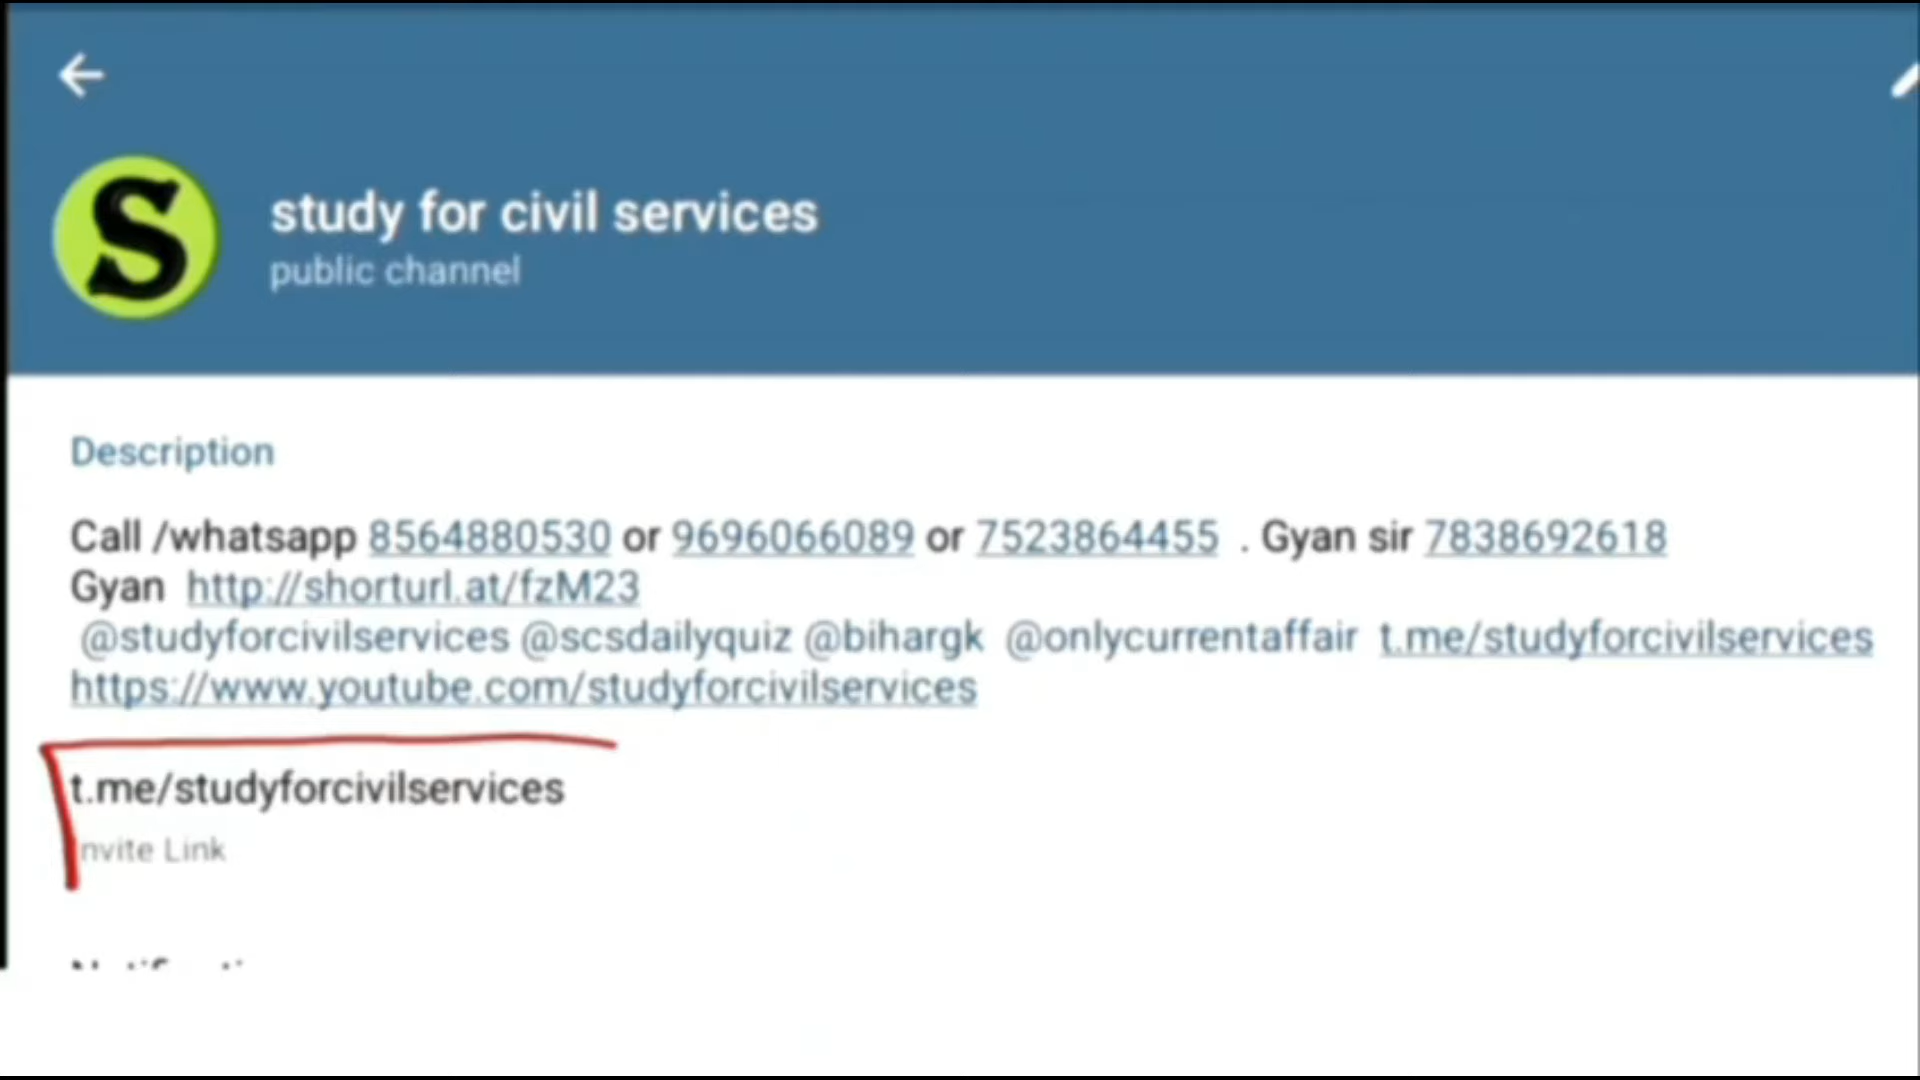 S
study for civil services
public channel
Description
Call /whatsapp 8564880530 or 9696066089 or 7523864455 . Gyan sir 7838692618
Gyan http://shorturl.at/fzM23
@studyforcivilservices @scsdailyquiz @bihargk @onlycurrentaffair t.me/studyforcivilservices
https://www.youtube.com/studyforcivilservices
t.me/studyforcivilservices
Invite Link